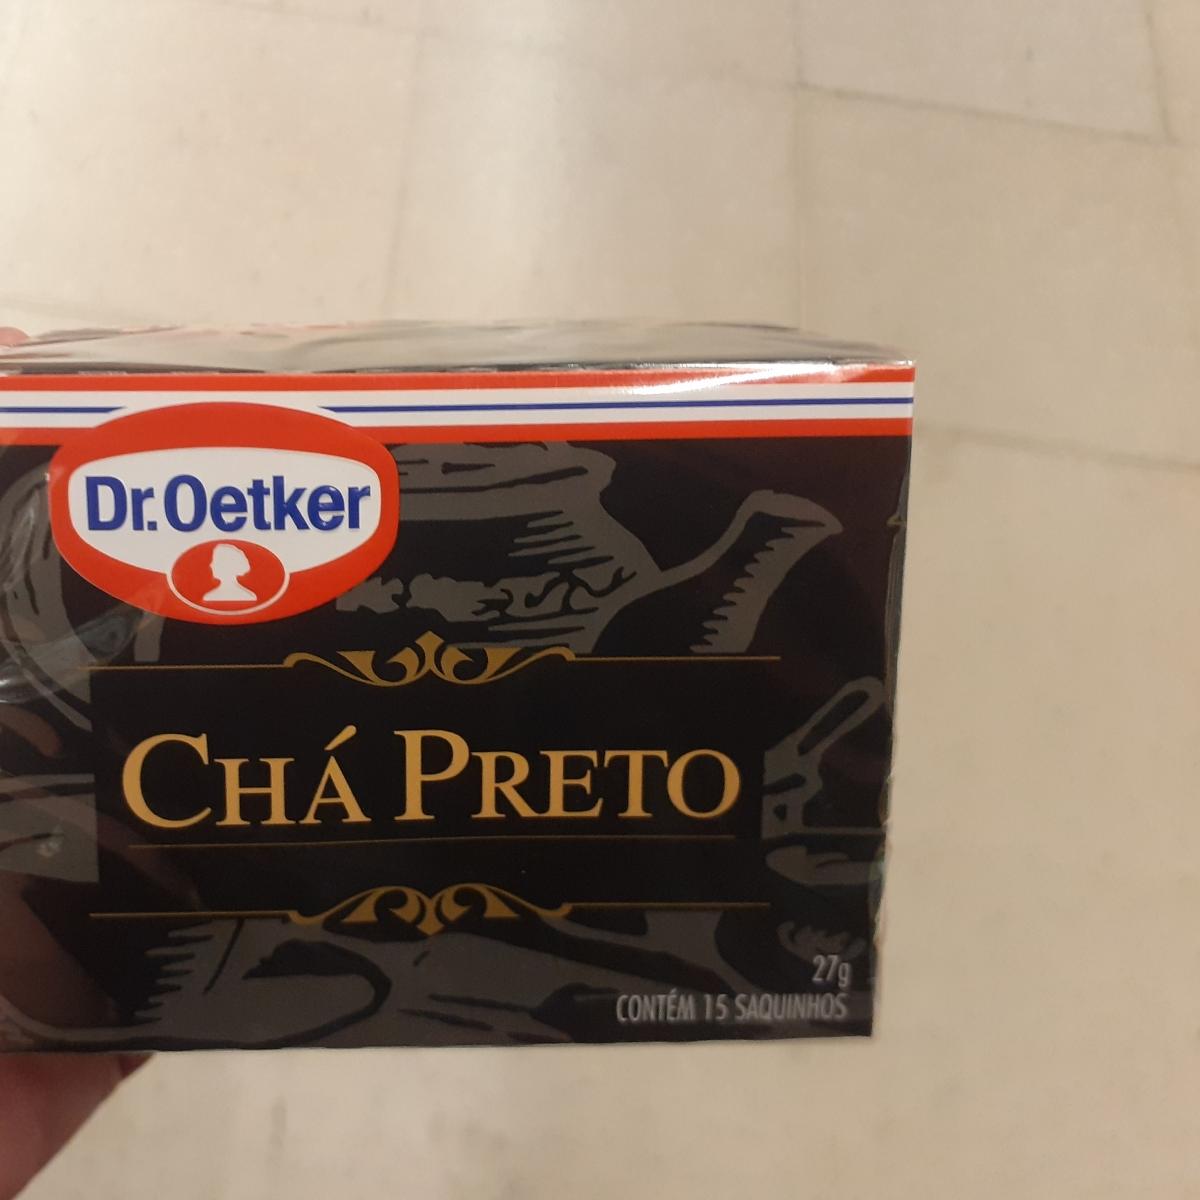 Dr. Oetker
CHÁ PRETO
27g
CONTÉM 15 SAQUINHOS